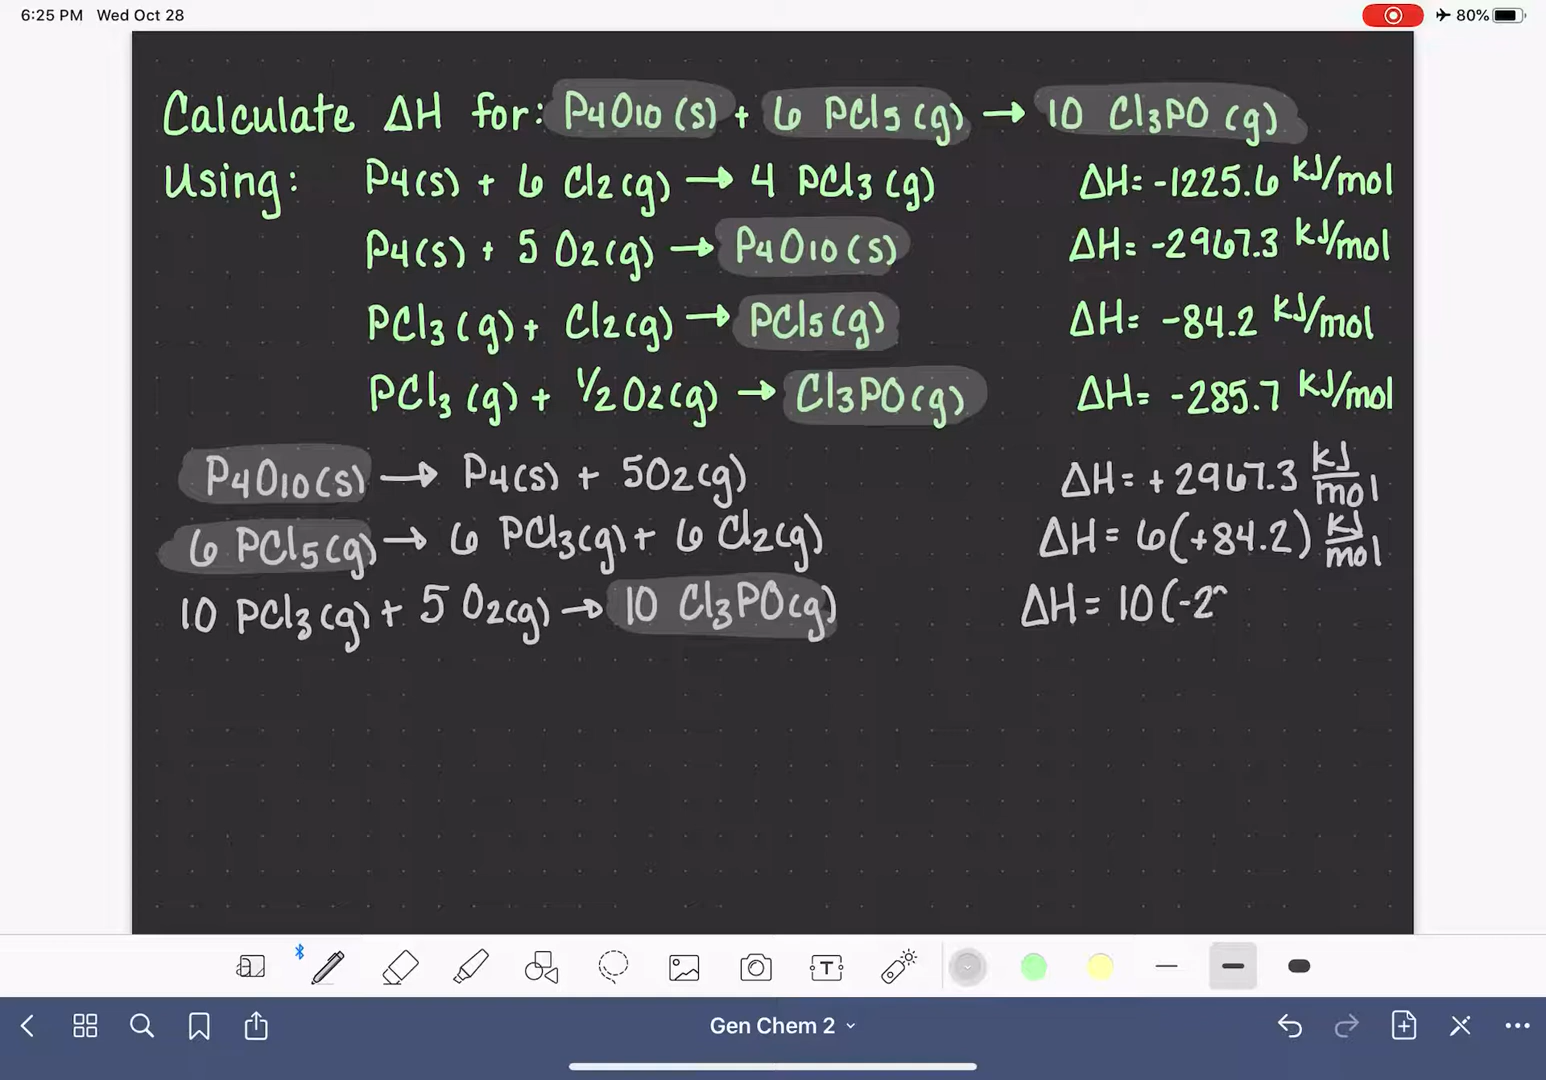 6:25 PM Wed Oct 28
80%
Calculate ΔH for: P4O10 (s) + 6 PCl5 (g) → 10 Cl3PO (g)
Using: P4(s) + 6 Cl2 (g) → 4 PCl3 (g) ΔH= -1225.6 kJ/mol
P4(s) + 5 O2 (g) → P4O10 (s) ΔH= -2967.3 kJ/mol
PCl3 (g) + Cl2(g) → PCl5(g) ΔH= -84.2 kJ/mol
PCl3 (g) + 1/2 O2 (g) → Cl3PO(g) ΔH= -285.7 kJ/mol
P4O10(s) → P4(s) + 5O2(g) ΔH= +2967.3 kJ/mol
6 PCl5(g) → 6 PCl3(g) + 6 Cl2(g) ΔH= 6(+84.2) kJ/mol
10 PCl3 (g) + 5 O2(g) → 10 Cl3PO(g) ΔH= 10(-2
T
Gen Chem 2